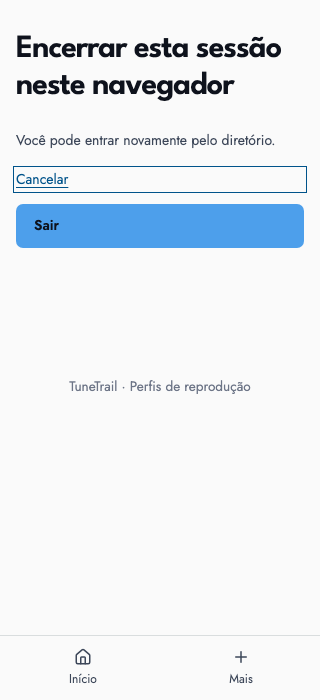 Encerrar esta sessão
neste navegador
Você pode entrar novamente pelo diretório.
Cancelar
Sair
TuneTrail · Perfis de reprodução
Início
Mais